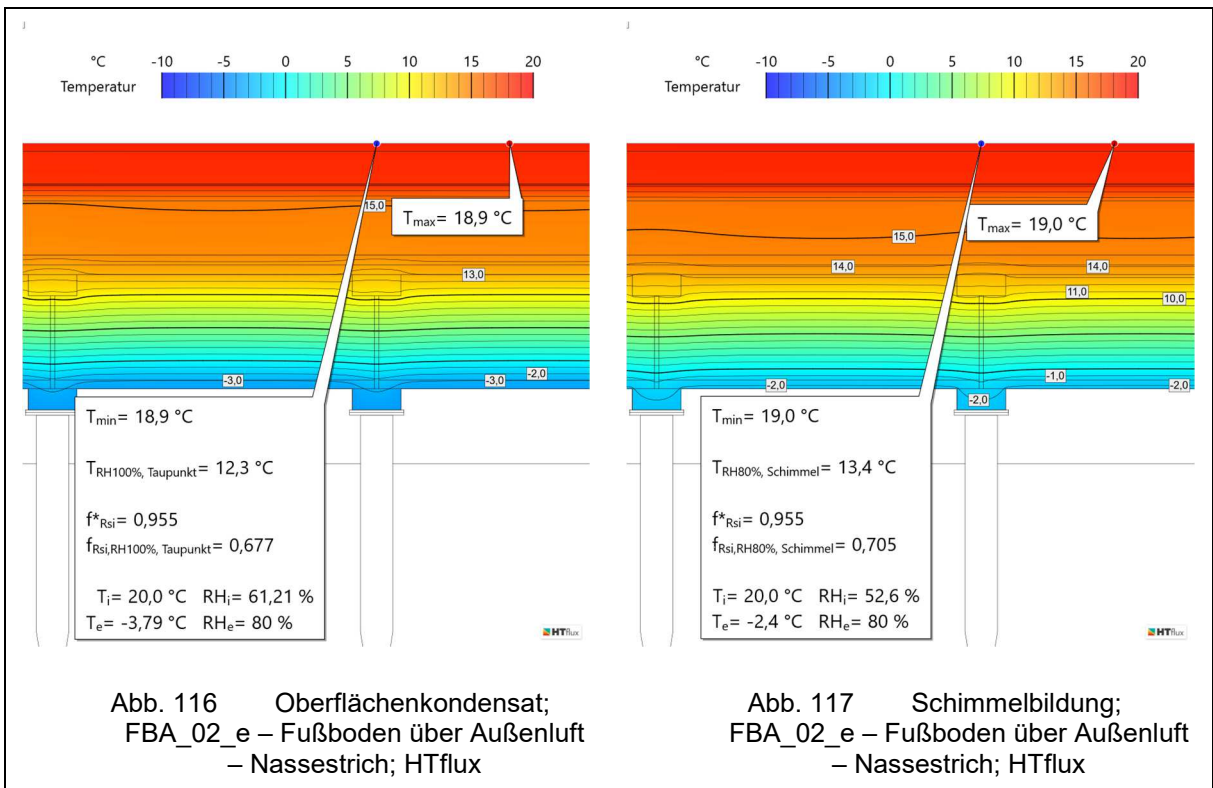 °C -10 -5 0 5 10 15 20
Temperatur
15,0
Tmax= 18,9 °C
13,0
-3,0 -3,0 -2,0
Tmin= 18,9 °C
TRH100%, Taupunkt= 12,3 °C
f*Rsi= 0,955
fRsi,RH100%, Taupunkt= 0,677
Ti= 20,0 °C RHi= 61,21 %
Te= -3,79 °C RHe= 80 %
HTflux
Abb. 116 Oberflächenkondensat;
FBA_02_e – Fußboden über Außenluft
– Nassestrich; HTflux
°C -10 -5 0 5 10 15 20
Temperatur
Tmax= 19,0 °C
15,0
14,0 14,0
11,0
10,0
-1,0
-2,0 -2,0
-2,0
Tmin= 19,0 °C
TRH80%, Schimmel= 13,4 °C
f*Rsi= 0,955
fRsi,RH80%, Schimmel= 0,705
Ti= 20,0 °C RHi= 52,6 %
Te= -2,4 °C RHe= 80 %
HTflux
Abb. 117 Schimmelbildung;
FBA_02_e – Fußboden über Außenluft
– Nassestrich; HTflux